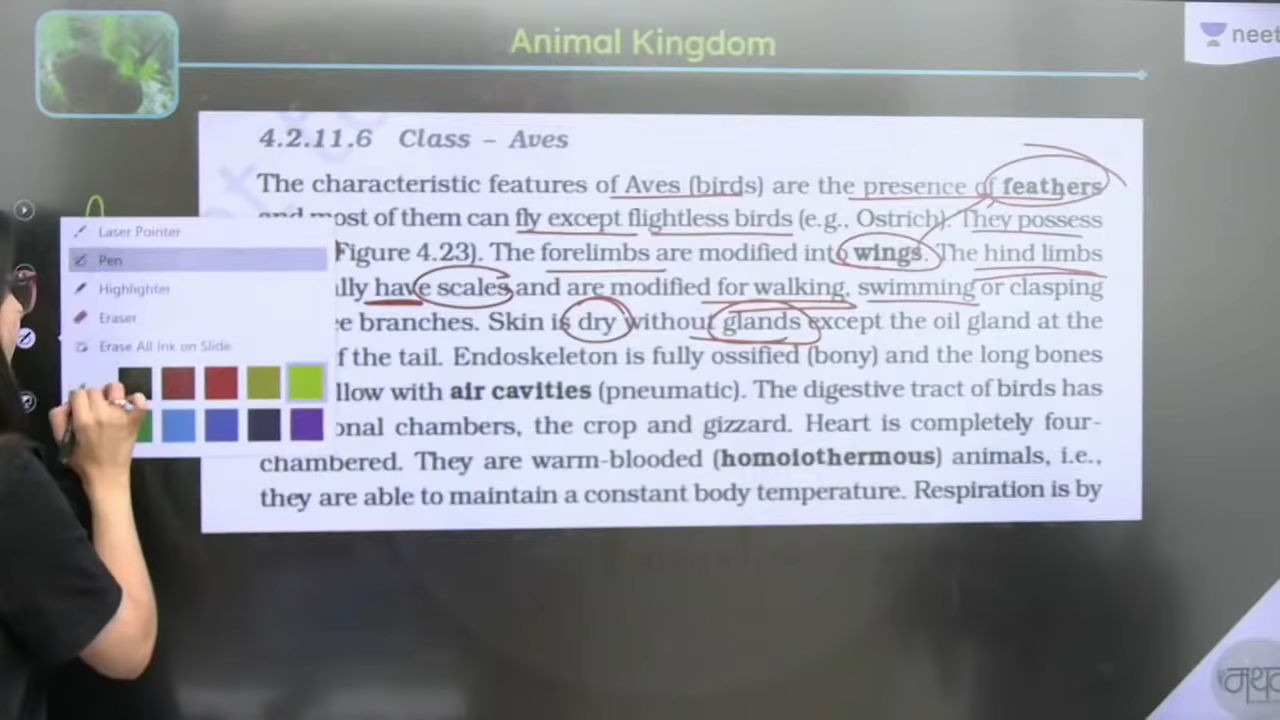 Animal Kingdom
neet
4.2.11.6 Class – Aves
The characteristic features of Aves (birds) are the presence of feathers
and most of them can fly except flightless birds (e.g., Ostrich). They possess
Figure 4.23). The forelimbs are modified into wings. The hind limbs
lly have scales and are modified for walking, swimming or clasping
e branches. Skin is dry without glands except the oil gland at the
f the tail. Endoskeleton is fully ossified (bony) and the long bones
llow with air cavities (pneumatic). The digestive tract of birds has
onal chambers, the crop and gizzard. Heart is completely four-
chambered. They are warm-blooded (homoiothermous) animals, i.e.,
they are able to maintain a constant body temperature. Respiration is by
Laser Pointer
Pen
Highlighter
Eraser
Erase All Ink on Slide